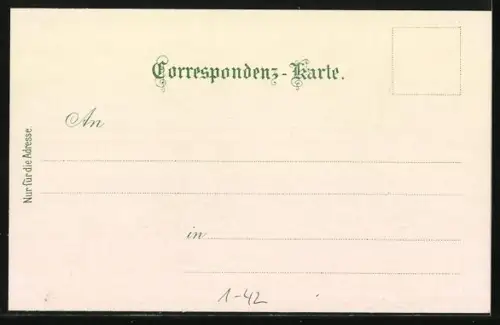 Correspondenz-Karte.
An
Nur für die Adresse.
in
1-42